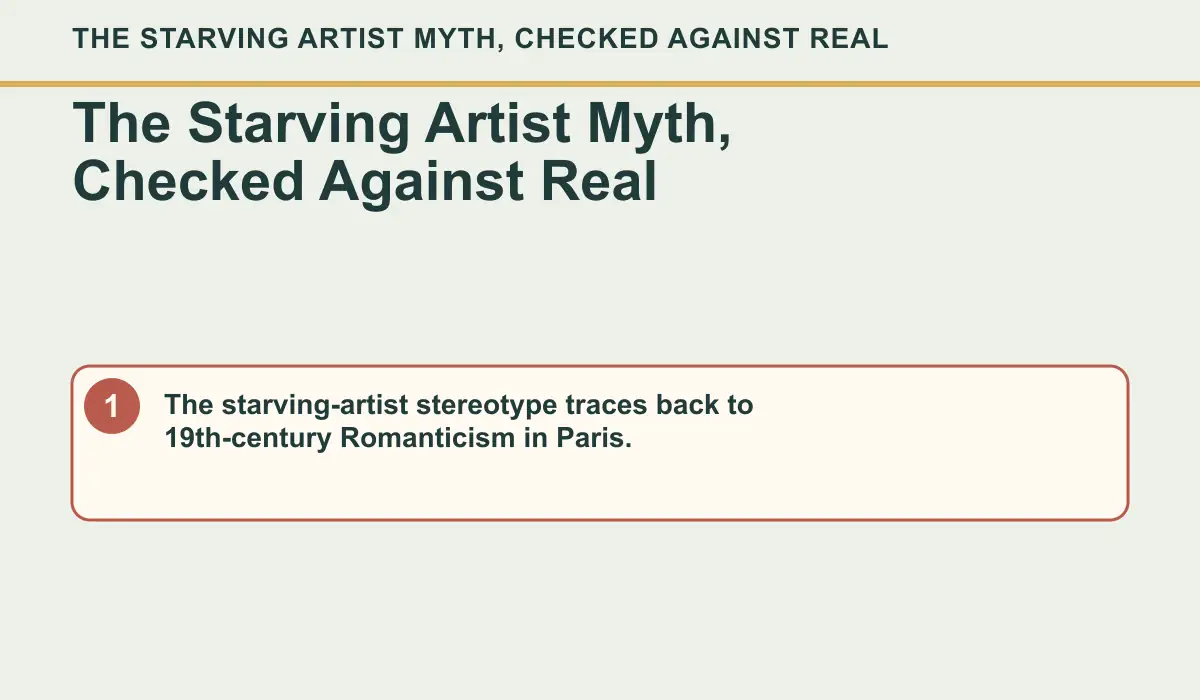 THE STARVING ARTIST MYTH, CHECKED AGAINST REAL
The Starving Artist Myth,
Checked Against Real
1
The starving-artist stereotype traces back to
19th-century Romanticism in Paris.